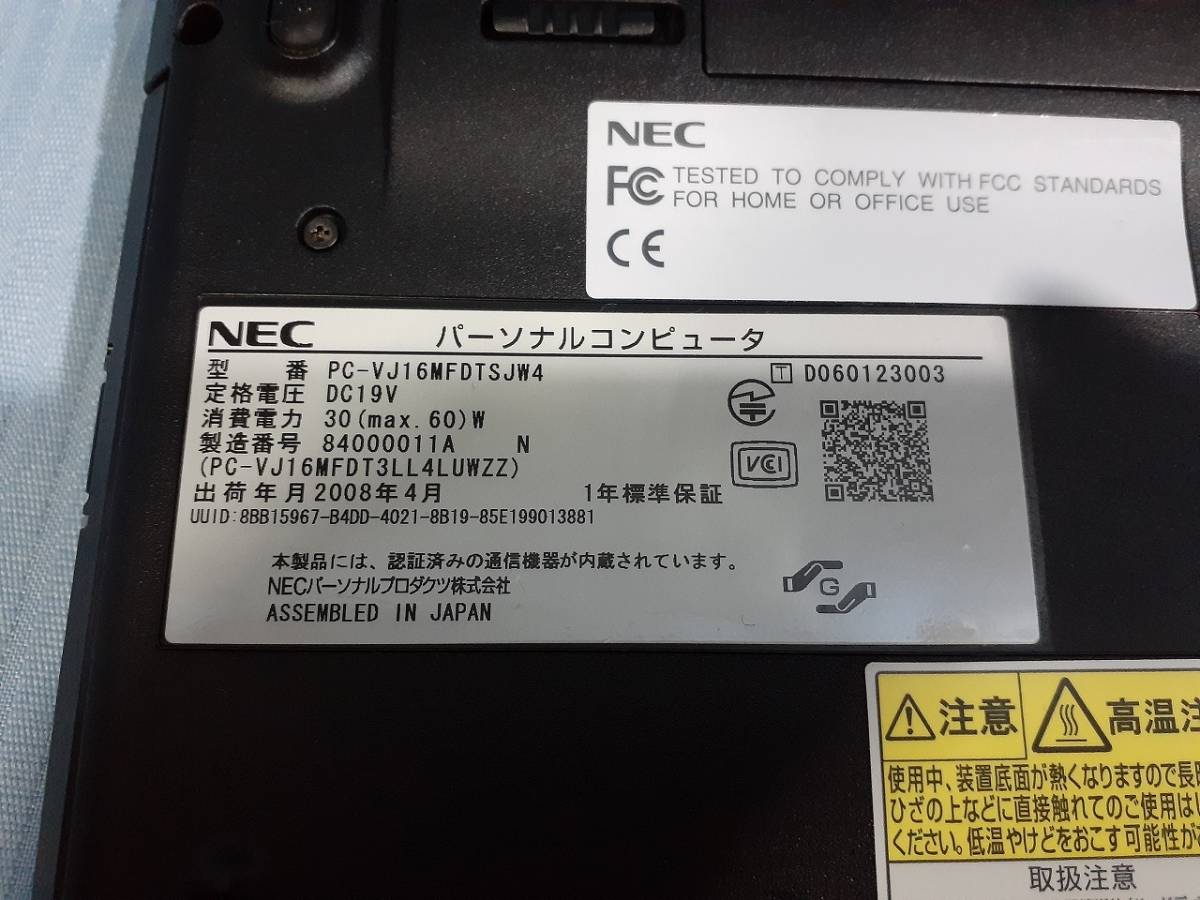 NEC
FC TESTED TO COMPLY WITH FCC STANDARDS
FOR HOME OR OFFICE USE
CE
NEC パーソナルコンピュータ
型 番 PC-VJ16MFDTSJW4
T D060123003
定格電圧 DC19V
消費電力 30(max.60)W
製造番号 84000011A N
VCI
(PC-VJ16MFDT3LL4LUWZZ)
出荷年月2008年4月 1年標準保証
UUID:8BB15967-B4DD-4021-8B19-85E199013881
本製品には、認証済みの通信機器が内蔵されています。
NECパーソナルプロダクツ株式会社
G
ASSEMBLED IN JAPAN
注意 高温注
使用中、装置底面が熱くなりますので長時
ひざの上などに直接触れてのご使用は
ください。低温やけどをおこす可能性が
取扱注意